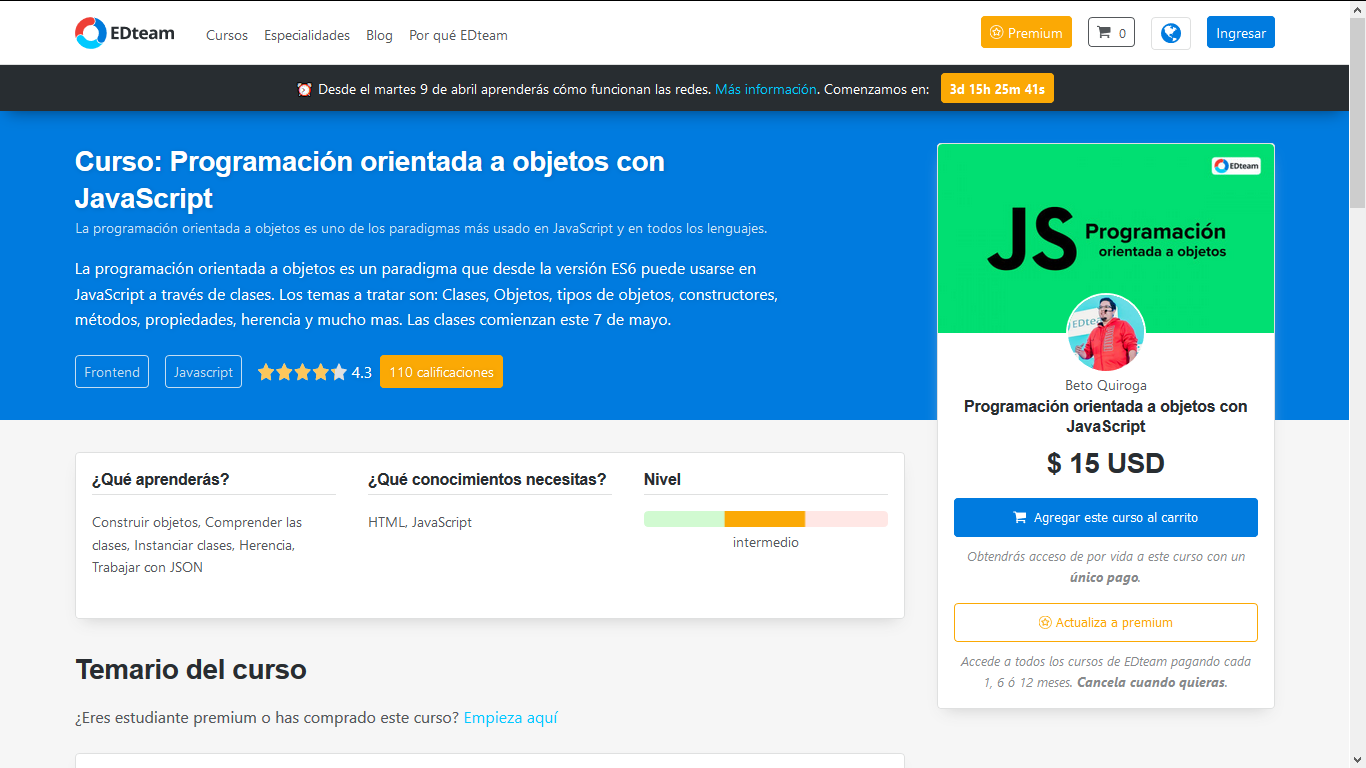 EDteam
Cursos Especialidades Blog Por qué EDteam
Premium 0 Ingresar
Desde el martes 9 de abril aprenderás cómo funcionan las redes. Más información. Comenzamos en: 3d 15h 25m 41s
Curso: Programación orientada a objetos con
JavaScript
La programación orientada a objetos es uno de los paradigmas más usado en JavaScript y en todos los lenguajes.
La programación orientada a objetos es un paradigma que desde la versión ES6 puede usarse en
JavaScript a través de clases. Los temas a tratar son: Clases, Objetos, tipos de objetos, constructores,
métodos, propiedades, herencia y mucho mas. Las clases comienzan este 7 de mayo.
Frontend Javascript 4.3 110 calificaciones
EDteam
JS Programación
orientada a objetos
Beto Quiroga
Programación orientada a objetos con
JavaScript
$ 15 USD
Agregar este curso al carrito
Obtendrás acceso de por vida a este curso con un
único pago.
Actualiza a premium
Accede a todos los cursos de EDteam pagando cada
1, 6 ó 12 meses. Cancela cuando quieras.
¿Qué aprenderás?
Construir objetos, Comprender las
clases, Instanciar clases, Herencia,
Trabajar con JSON
¿Qué conocimientos necesitas?
HTML, JavaScript
Nivel
intermedio
Temario del curso
¿Eres estudiante premium o has comprado este curso? Empieza aquí